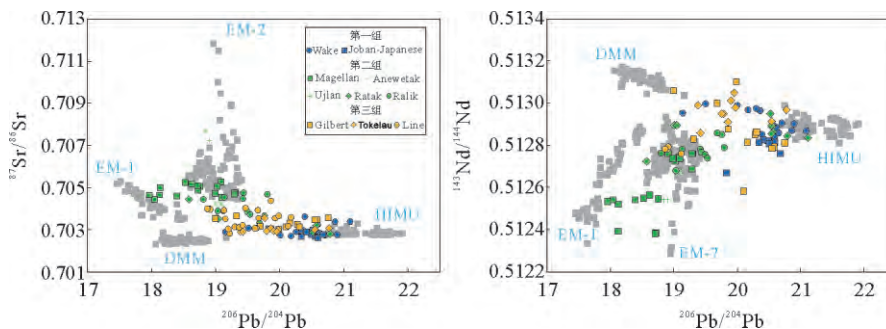 0.713
0.711
0.709
0.707
0.705
0.703
0.701
⁸⁷Sr/⁸⁶Sr
17 18 19 20 21 22
²⁰⁶Pb/²⁰⁴Pb
EM-2
EM-1
DMM
HIMU
第一组
Wake Joban-Japanese
第二组
Magellan Anewetak
Ujlan Ratak Ralik
第三组
Gilbert Tokelau Line
0.5134
0.5132
0.5130
0.5128
0.5126
0.5124
0.5122
¹⁴³Nd/¹⁴⁴Nd
17 18 19 20 21 22
²⁰⁶Pb/²⁰⁴Pb
DMM
HIMU
EM-1
EM-2